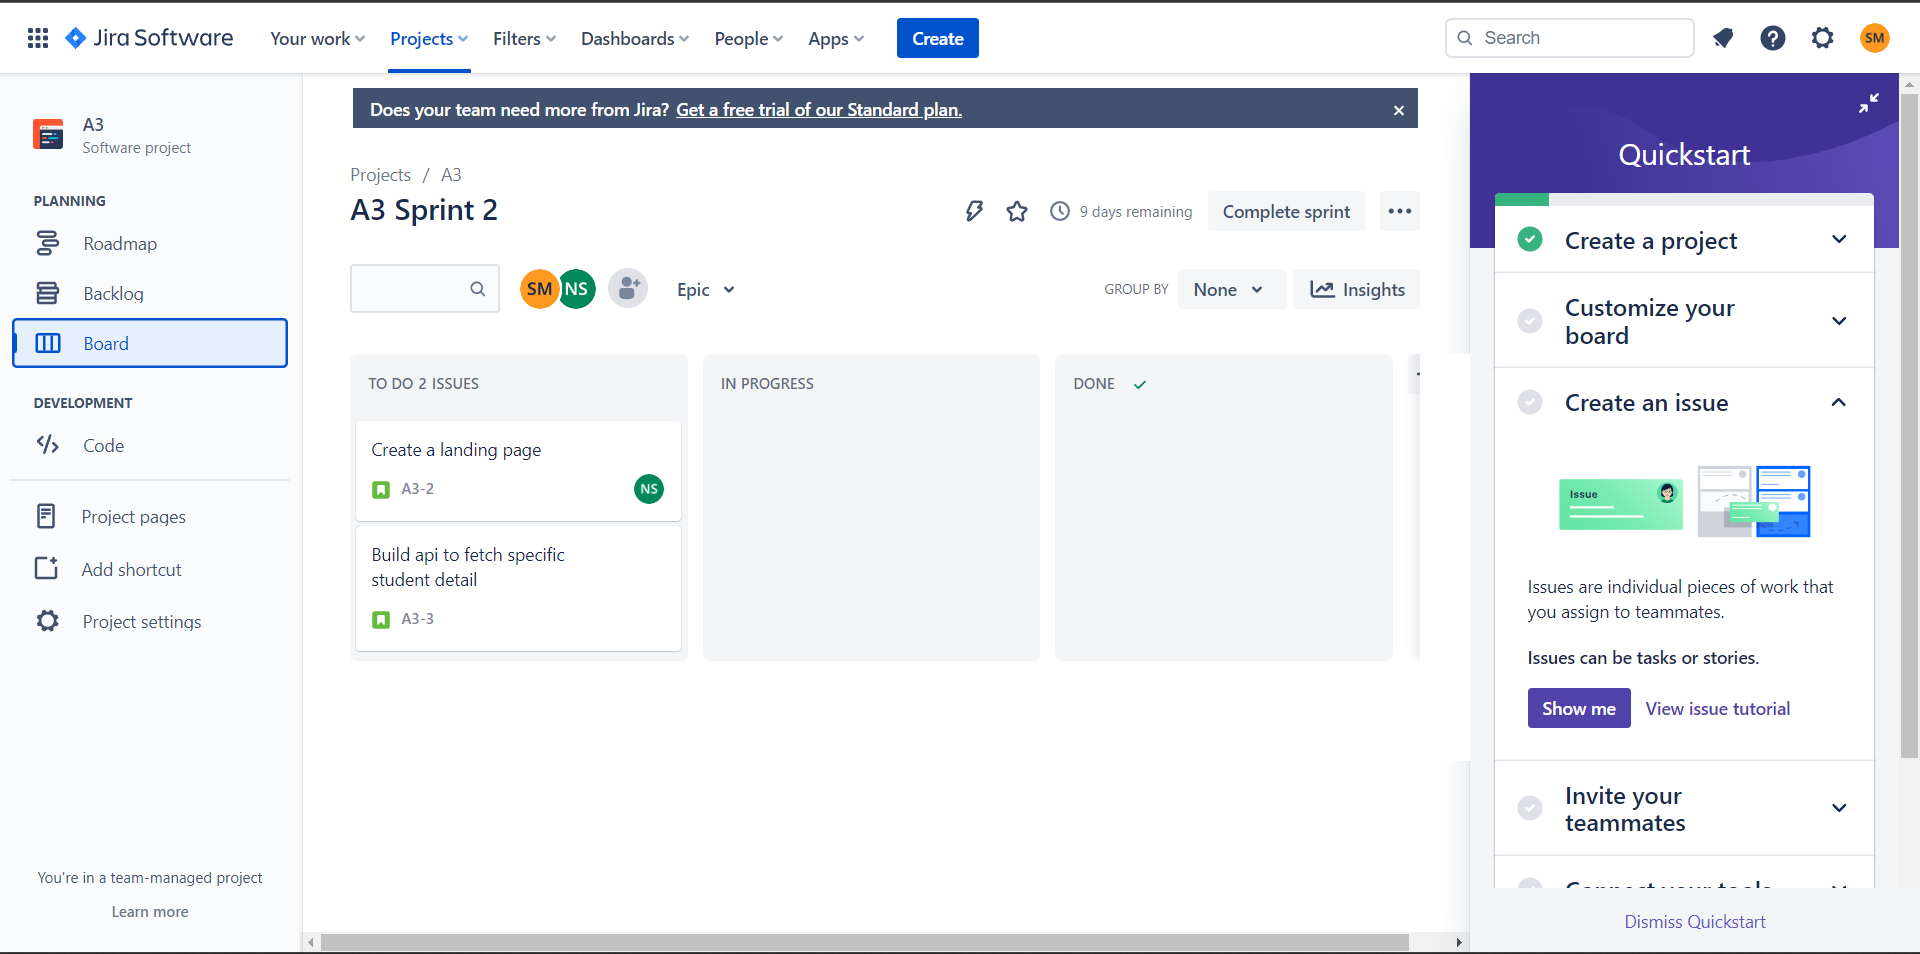 Jira Software
Your work
Projects
Filters
Dashboards
People
Apps
Create
Search
SM
A3
Software project
PLANNING
Roadmap
Backlog
Board
DEVELOPMENT
Code
Project pages
Add shortcut
Project settings
You're in a team-managed project
Learn more
Does your team need more from Jira? Get a free trial of our Standard plan.
Projects / A3
A3 Sprint 2
9 days remaining
Complete sprint
SM
NS
Epic
GROUP BY
None
Insights
TO DO 2 ISSUES
Create a landing page
A3-2
NS
Build api to fetch specific
student detail
A3-3
IN PROGRESS
DONE
Quickstart
Create a project
Customize your
board
Create an issue
Issue
Issues are individual pieces of work that
you assign to teammates.
Issues can be tasks or stories.
Show me
View issue tutorial
Invite your
teammates
Connect your tools
Dismiss Quickstart